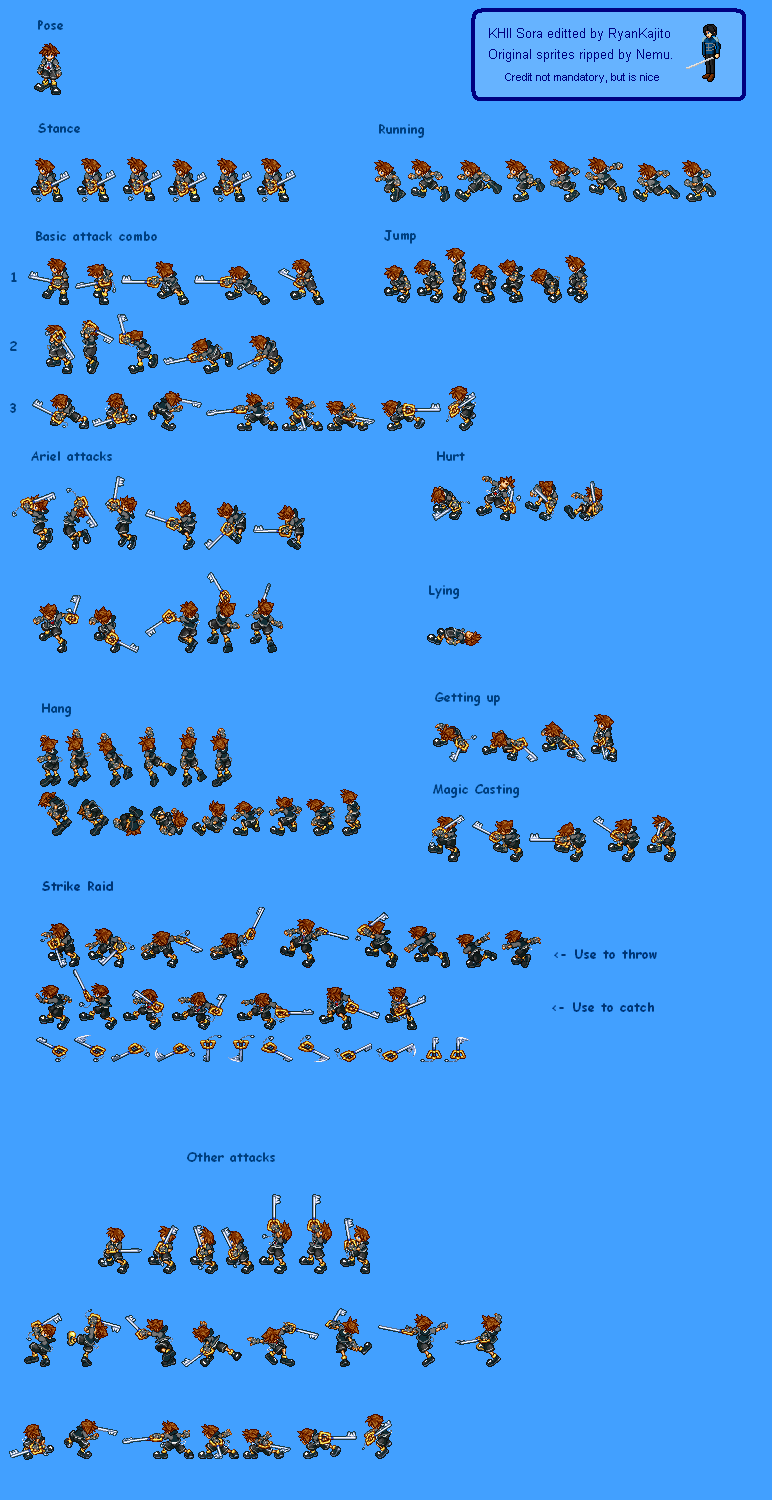 Pose
KHII Sora editted by RyanKajito
Original sprites ripped by Nemu.
Credit not mandatory, but is nice
Stance
Running
Basic attack combo
Jump
1
2
3
Ariel attacks
Hurt
Lying
Hang
Getting up
Magic Casting
Strike Raid
<- Use to throw
<- Use to catch
Other attacks